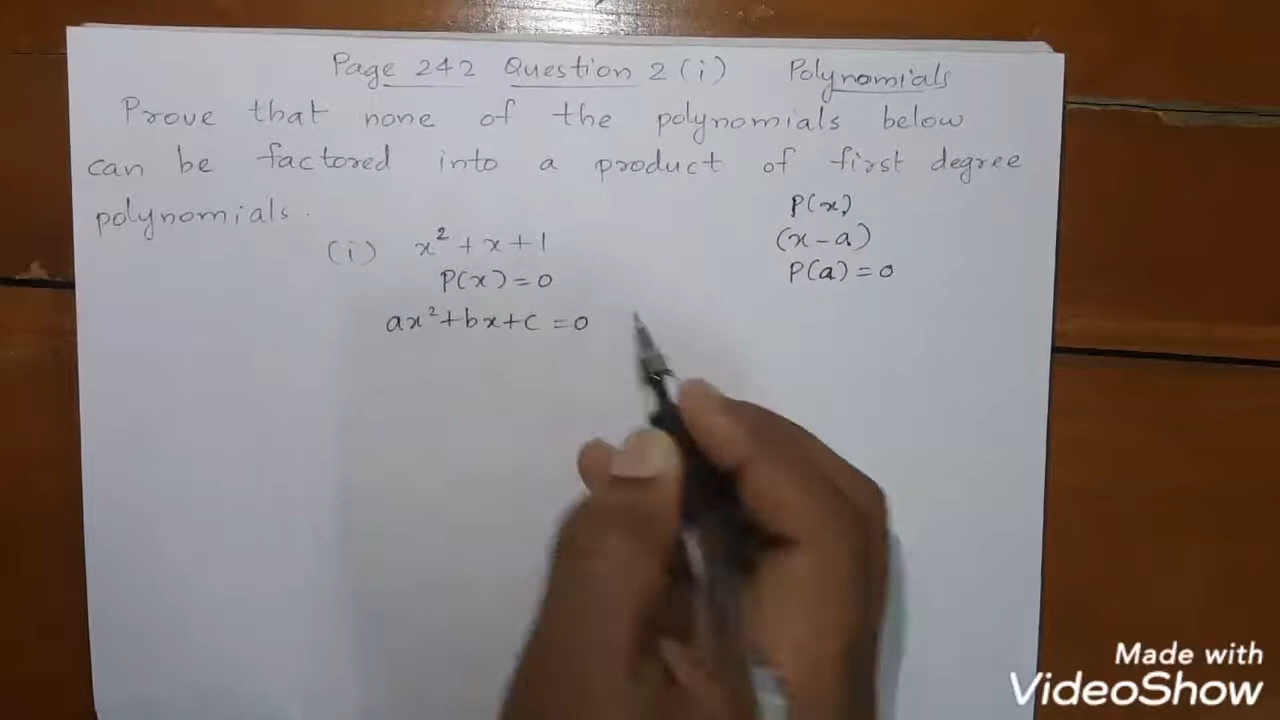 Page 242 Question 2 (i) Polynomials
Prove that none of the polynomials below
can be factored into a product of first degree
polynomials.
(i) x² + x + 1
P(x) = 0
ax² + bx + c = 0
P(x)
(x - a)
P(a) = 0
Made with
VideoShow